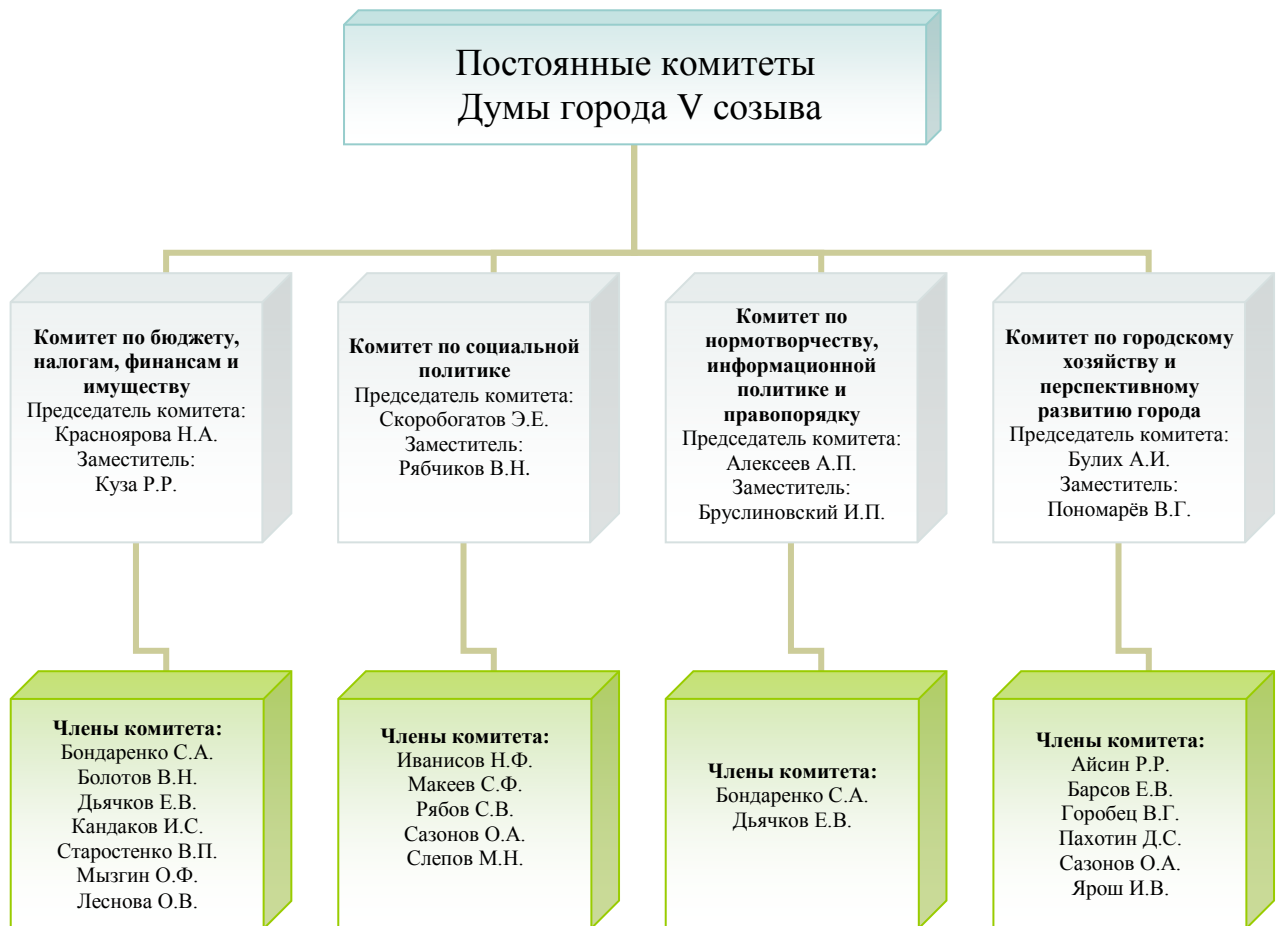 Постоянные комитеты
Думы города V созыва
Комитет по бюджету,
налогам, финансам и
имуществу
Председатель комитета:
Красноярова Н.А.
Заместитель:
Куза Р.Р.
Комитет по социальной
политике
Председатель комитета:
Скоробогатов Э.Е.
Заместитель:
Рябчиков В.Н.
Комитет по
нормотворчеству,
информационной
политике и
правопорядку
Председатель комитета:
Алексеев А.П.
Заместитель:
Бруслиновский И.П.
Комитет по городскому
хозяйству и
перспективному
развитию города
Председатель комитета:
Булих А.И.
Заместитель:
Пономарёв В.Г.
Члены комитета:
Бондаренко С.А.
Болотов В.Н.
Дьячков Е.В.
Кандаков И.С.
Старостенко В.П.
Мызгин О.Ф.
Леснова О.В.
Члены комитета:
Иванисов Н.Ф.
Макеев С.Ф.
Рябов С.В.
Сазонов О.А.
Слепов М.Н.
Члены комитета:
Бондаренко С.А.
Дьячков Е.В.
Члены комитета:
Айсин Р.Р.
Барсов Е.В.
Горобец В.Г.
Пахотин Д.С.
Сазонов О.А.
Ярош И.В.